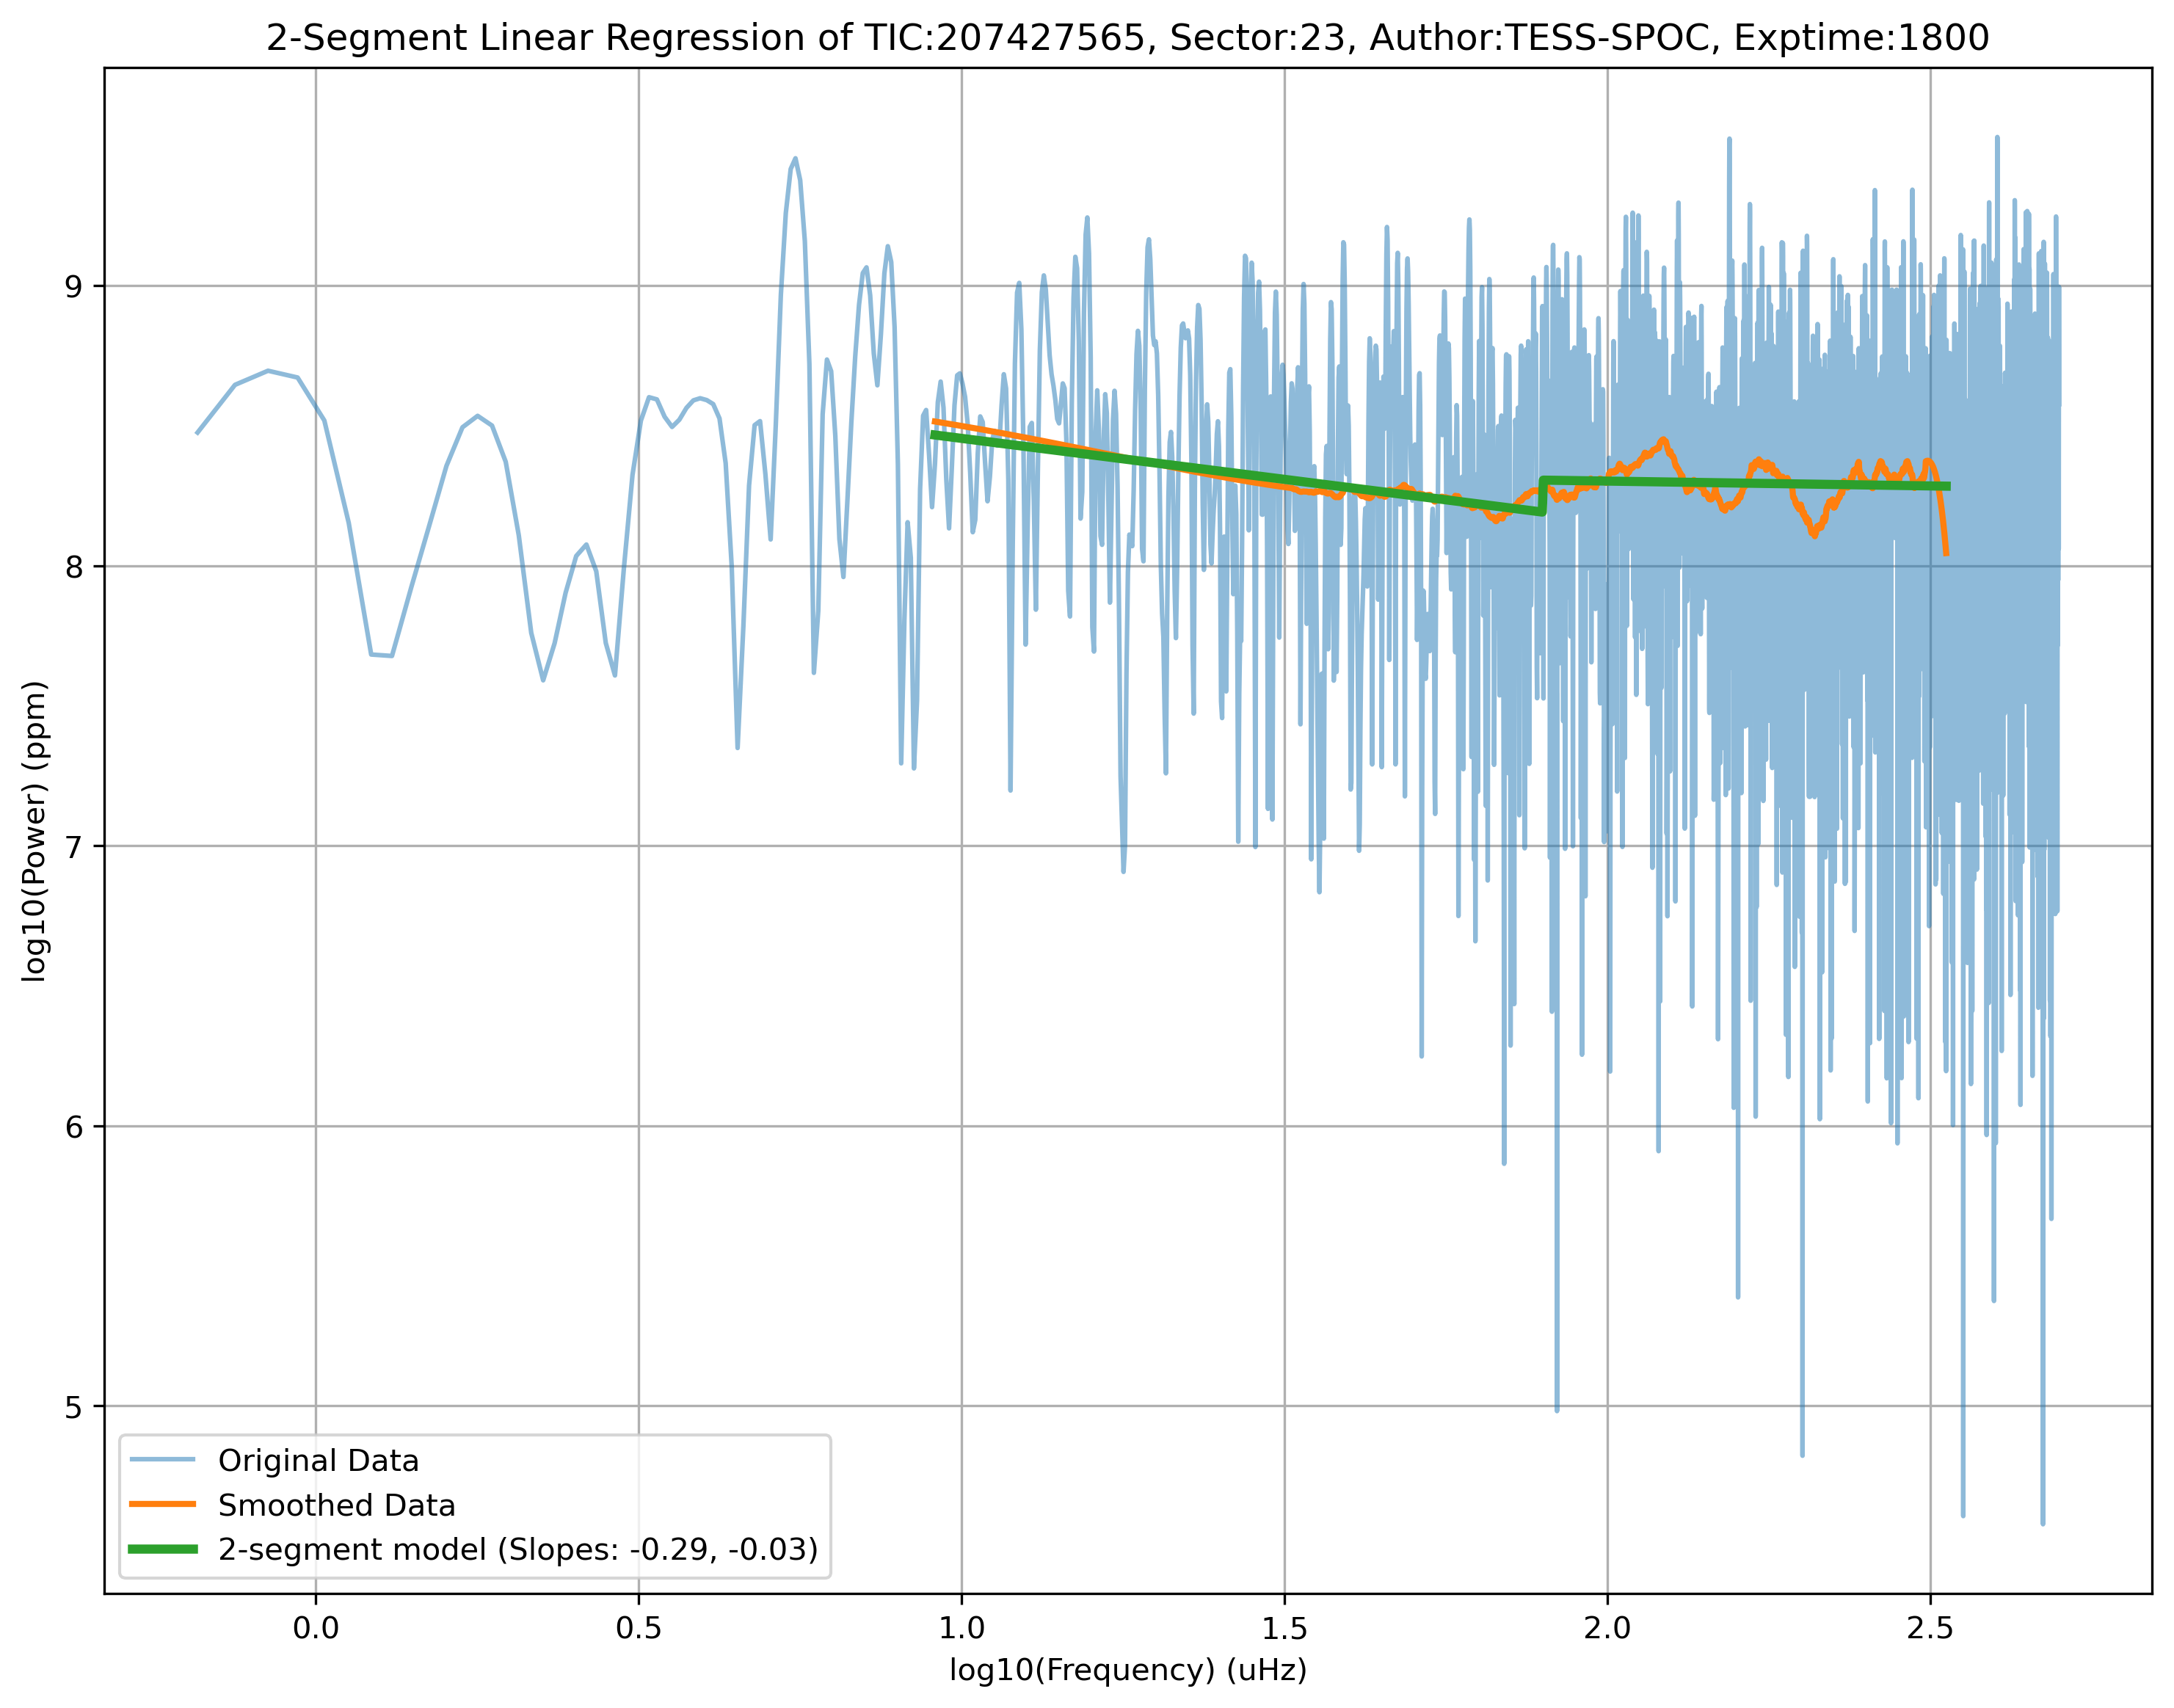 2-Segment Linear Regression of TIC:207427565, Sector:23, Author:TESS-SPOC, Exptime:1800
log10(Power) (ppm)
9
8
7
6
5
Original Data
Smoothed Data
2-segment model (Slopes: -0.29, -0.03)
0.0 0.5 1.0 1.5 2.0 2.5
log10(Frequency) (uHz)